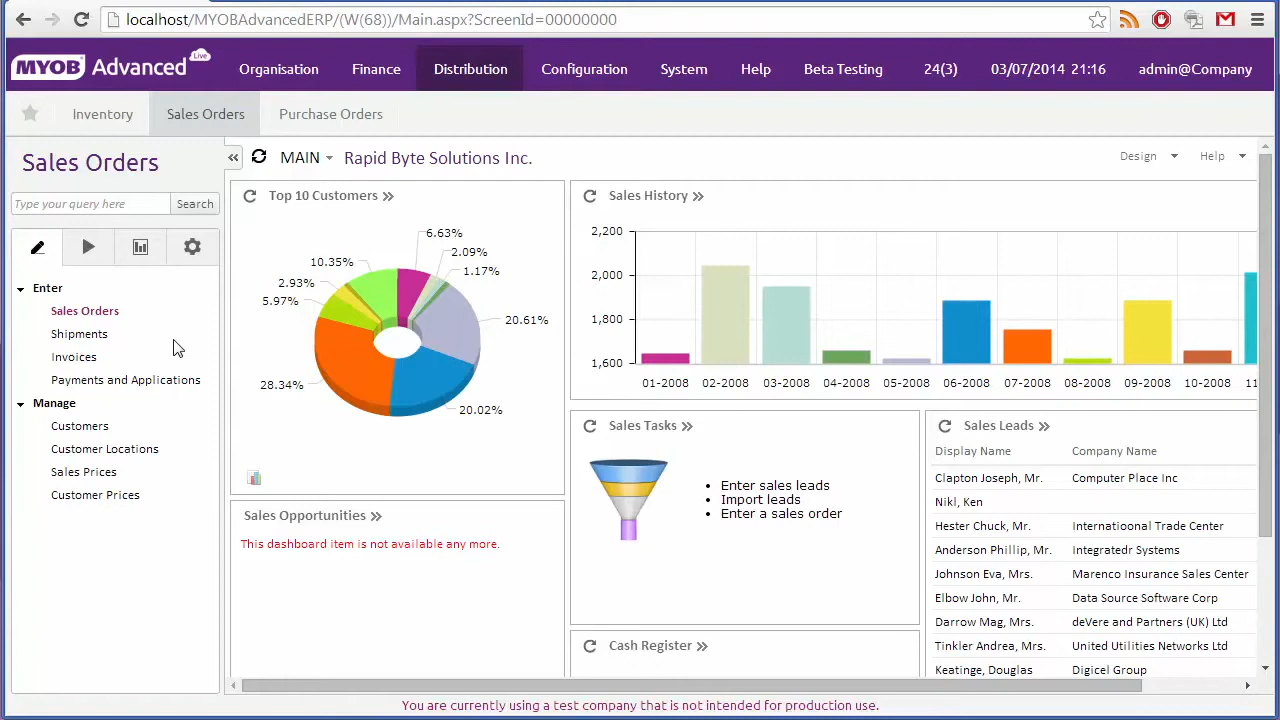 localhost/MYOBAdvancedERP/(W(68))/Main.aspx?ScreenId=00000000
MYOB Advanced Live
Organisation Finance Distribution Configuration System Help Beta Testing 24(3) 03/07/2014 21:16 admin@Company
Inventory Sales Orders Purchase Orders
Sales Orders
Type your query here Search
Enter
Sales Orders
Shipments
Invoices
Payments and Applications
Manage
Customers
Customer Locations
Sales Prices
Customer Prices
MAIN Rapid Byte Solutions Inc. Design Help
Top 10 Customers
6.63%
2.09%
1.17%
10.35%
2.93%
5.97%
20.61%
28.34%
20.02%
Sales History
2,200
2,000
1,800
1,600
01-2008 02-2008 03-2008 04-2008 05-2008 06-2008 07-2008 08-2008 09-2008 10-2008 11
Sales Opportunities
This dashboard item is not available any more.
Sales Tasks
• Enter sales leads
• Import leads
• Enter a sales order
Cash Register
Sales Leads
Display Name Company Name
Clapton Joseph, Mr. Computer Place Inc
Nikl, Ken
Hester Chuck, Mr. Internatioonal Trade Center
Anderson Phillip, Mr. Integratedr Systems
Johnson Eva, Mrs. Marenco Insurance Sales Center
Elbow John, Mr. Data Source Software Corp
Darrow Mag, Mrs. deVere and Partners (UK) Ltd
Tinkler Andrea, Mrs. United Utilities Networks Ltd
Keatinge, Douglas Digicel Group
You are currently using a test company that is not intended for production use.